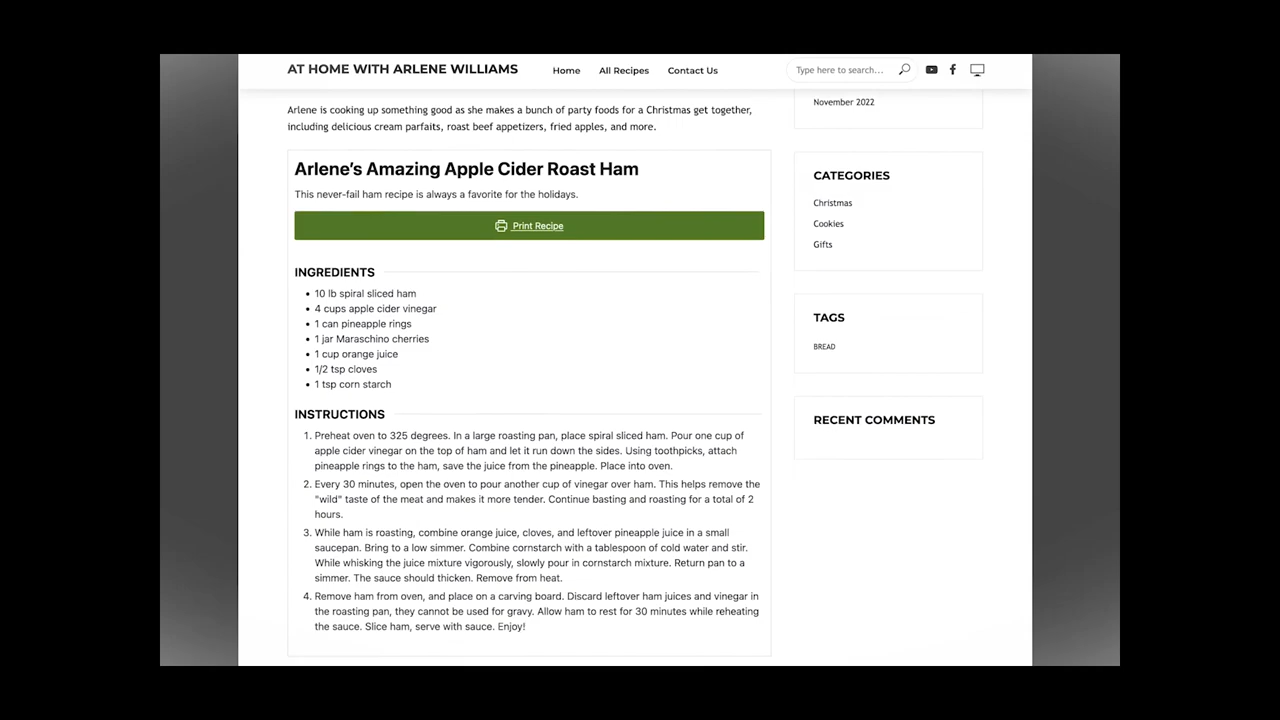 AT HOME WITH ARLENE WILLIAMS
Home
All Recipes
Contact Us
Type here to search...
Arlene is cooking up something good as she makes a bunch of party foods for a Christmas get together,
including delicious cream parfaits, roast beef appetizers, fried apples, and more.
Arlene's Amazing Apple Cider Roast Ham
This never-fail ham recipe is always a favorite for the holidays.
Print Recipe
INGREDIENTS
• 10 lb spiral sliced ham
• 4 cups apple cider vinegar
• 1 can pineapple rings
• 1 jar Maraschino cherries
• 1 cup orange juice
• 1/2 tsp cloves
• 1 tsp corn starch
INSTRUCTIONS
1. Preheat oven to 325 degrees. In a large roasting pan, place spiral sliced ham. Pour one cup of
apple cider vinegar on the top of ham and let it run down the sides. Using toothpicks, attach
pineapple rings to the ham, save the juice from the pineapple. Place into oven.
2. Every 30 minutes, open the oven to pour another cup of vinegar over ham. This helps remove the
"wild" taste of the meat and makes it more tender. Continue basting and roasting for a total of 2
hours.
3. While ham is roasting, combine orange juice, cloves, and leftover pineapple juice in a small
saucepan. Bring to a low simmer. Combine cornstarch with a tablespoon of cold water and stir.
While whisking the juice mixture vigorously, slowly pour in cornstarch mixture. Return pan to a
simmer. The sauce should thicken. Remove from heat.
4. Remove ham from oven, and place on a carving board. Discard leftover ham juices and vinegar in
the roasting pan, they cannot be used for gravy. Allow ham to rest for 30 minutes while reheating
the sauce. Slice ham, serve with sauce. Enjoy!
November 2022
CATEGORIES
Christmas
Cookies
Gifts
TAGS
BREAD
RECENT COMMENTS